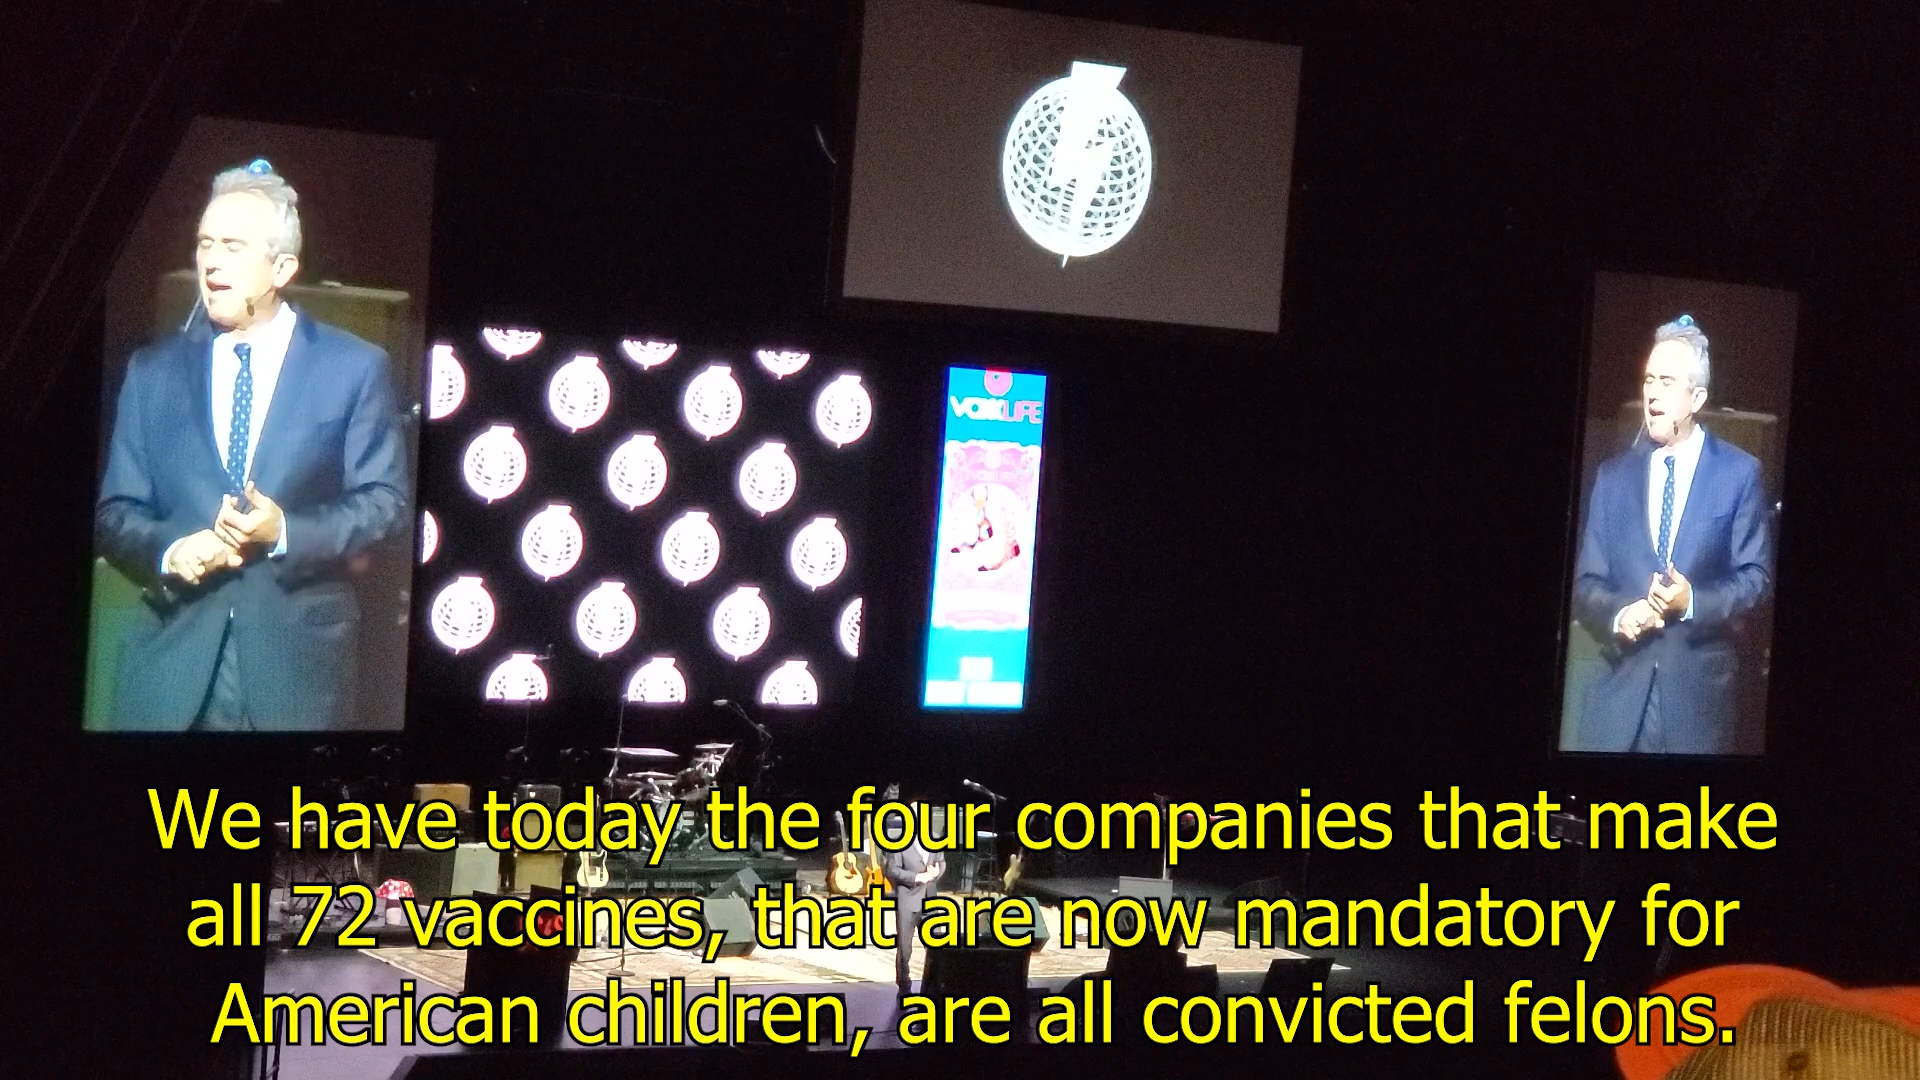 VAXXLIFE
We have today the four companies that make
all 72 vaccines, that are now mandatory for
American children, are all convicted felons.